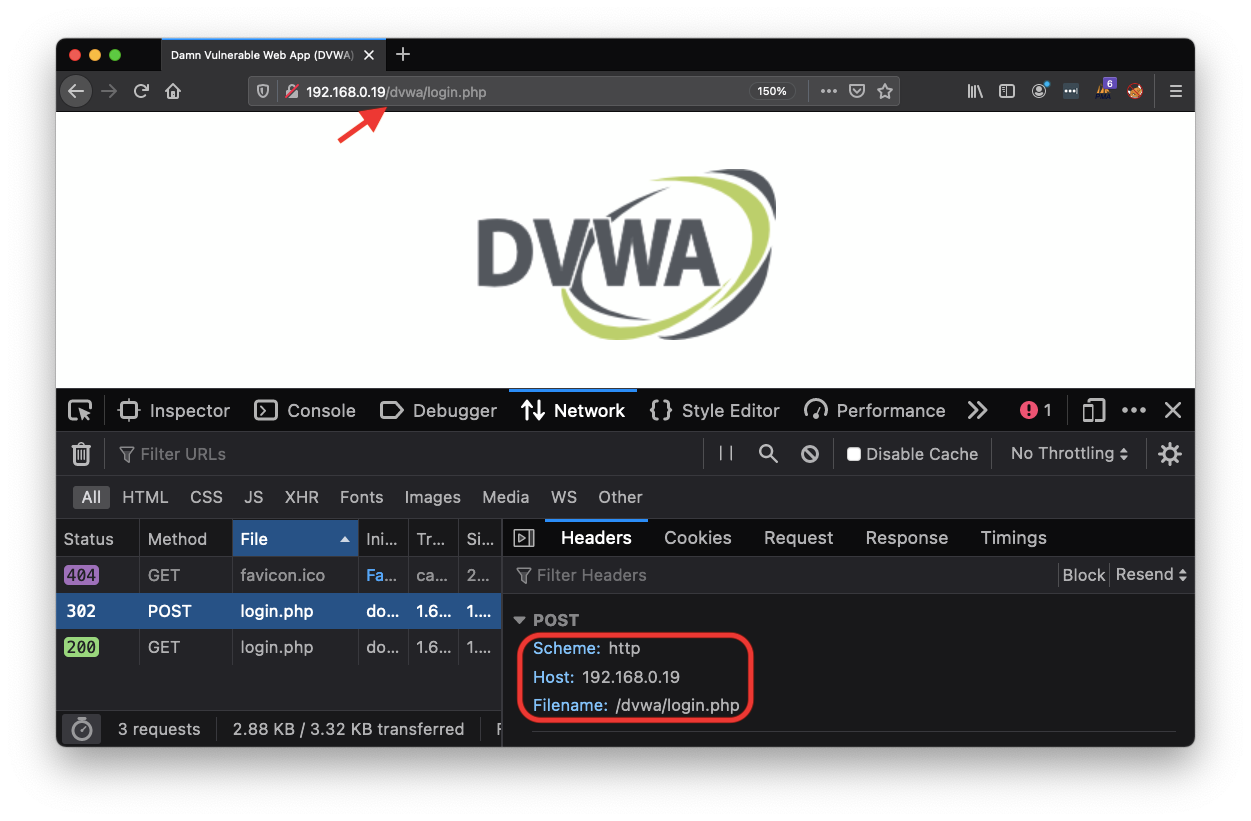 Damn Vulnerable Web App (DVWA)
192.168.0.19/dvwa/login.php 150% 6
DVWA
Inspector Console Debugger Network Style Editor Performance 1
Filter URLs Disable Cache No Throttling
All HTML CSS JS XHR Fonts Images Media WS Other
Status Method File Ini... Tr... Si... Headers Cookies Request Response Timings
404 GET favicon.ico Fa... ca... 2... Filter Headers Block Resend
302 POST login.php do... 1.6... 1.... POST
Scheme: http
200 GET login.php do... 1.6... 1....
Host: 192.168.0.19
Filename: /dvwa/login.php
3 requests 2.88 KB / 3.32 KB transferred